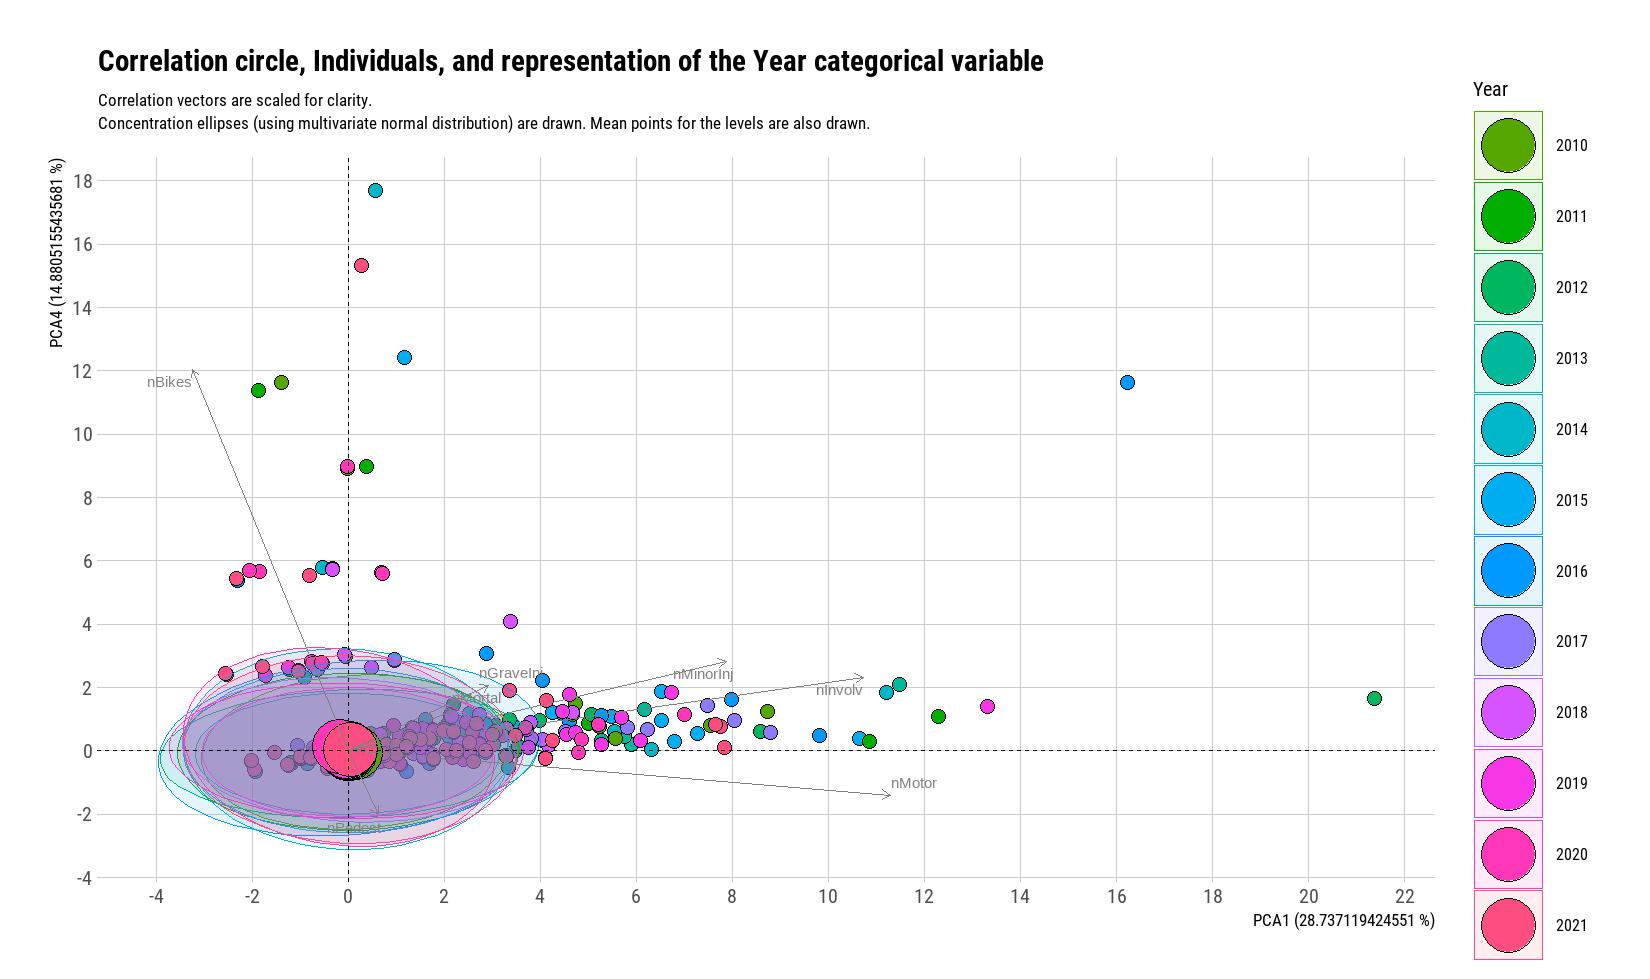 Correlation circle, Individuals, and representation of the Year categorical variable
Correlation vectors are scaled for clarity.
Concentration ellipses (using multivariate normal distribution) are drawn. Mean points for the levels are also drawn.
PCA4 (14.8805155435681 %)
18
16
14
12
10
8
6
4
2
0
-2
-4
nBikes
nGraveInj
nMortal
nMinorInj
nInvolv
nMotor
nPedest
-4
-2
0
2
4
6
8
10
12
14
16
18
20
22
PCA1 (28.737119424551 %)
Year
2010
2011
2012
2013
2014
2015
2016
2017
2018
2019
2020
2021